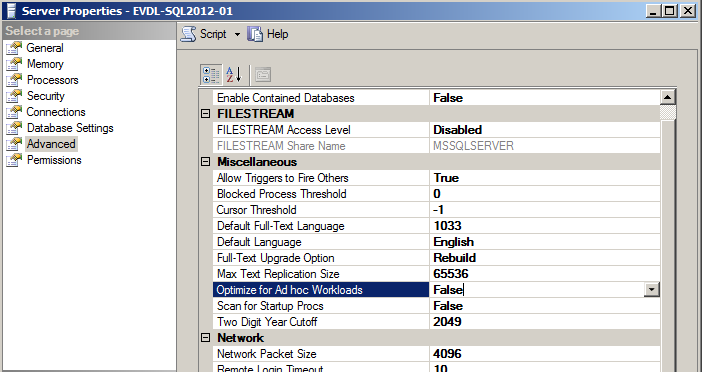 Server Properties - EVDL-SQL2012-01
Select a page
General
Memory
Processors
Security
Connections
Database Settings
Advanced
Permissions
Script Help
Enable Contained Databases False
FILESTREAM
FILESTREAM Access Level Disabled
FILESTREAM Share Name MSSQLSERVER
Miscellaneous
Allow Triggers to Fire Others True
Blocked Process Threshold 0
Cursor Threshold -1
Default Full-Text Language 1033
Default Language English
Full-Text Upgrade Option Rebuild
Max Text Replication Size 65536
Optimize for Ad hoc Workloads False
Scan for Startup Procs False
Two Digit Year Cutoff 2049
Network
Network Packet Size 4096
Remote Login Timeout 10